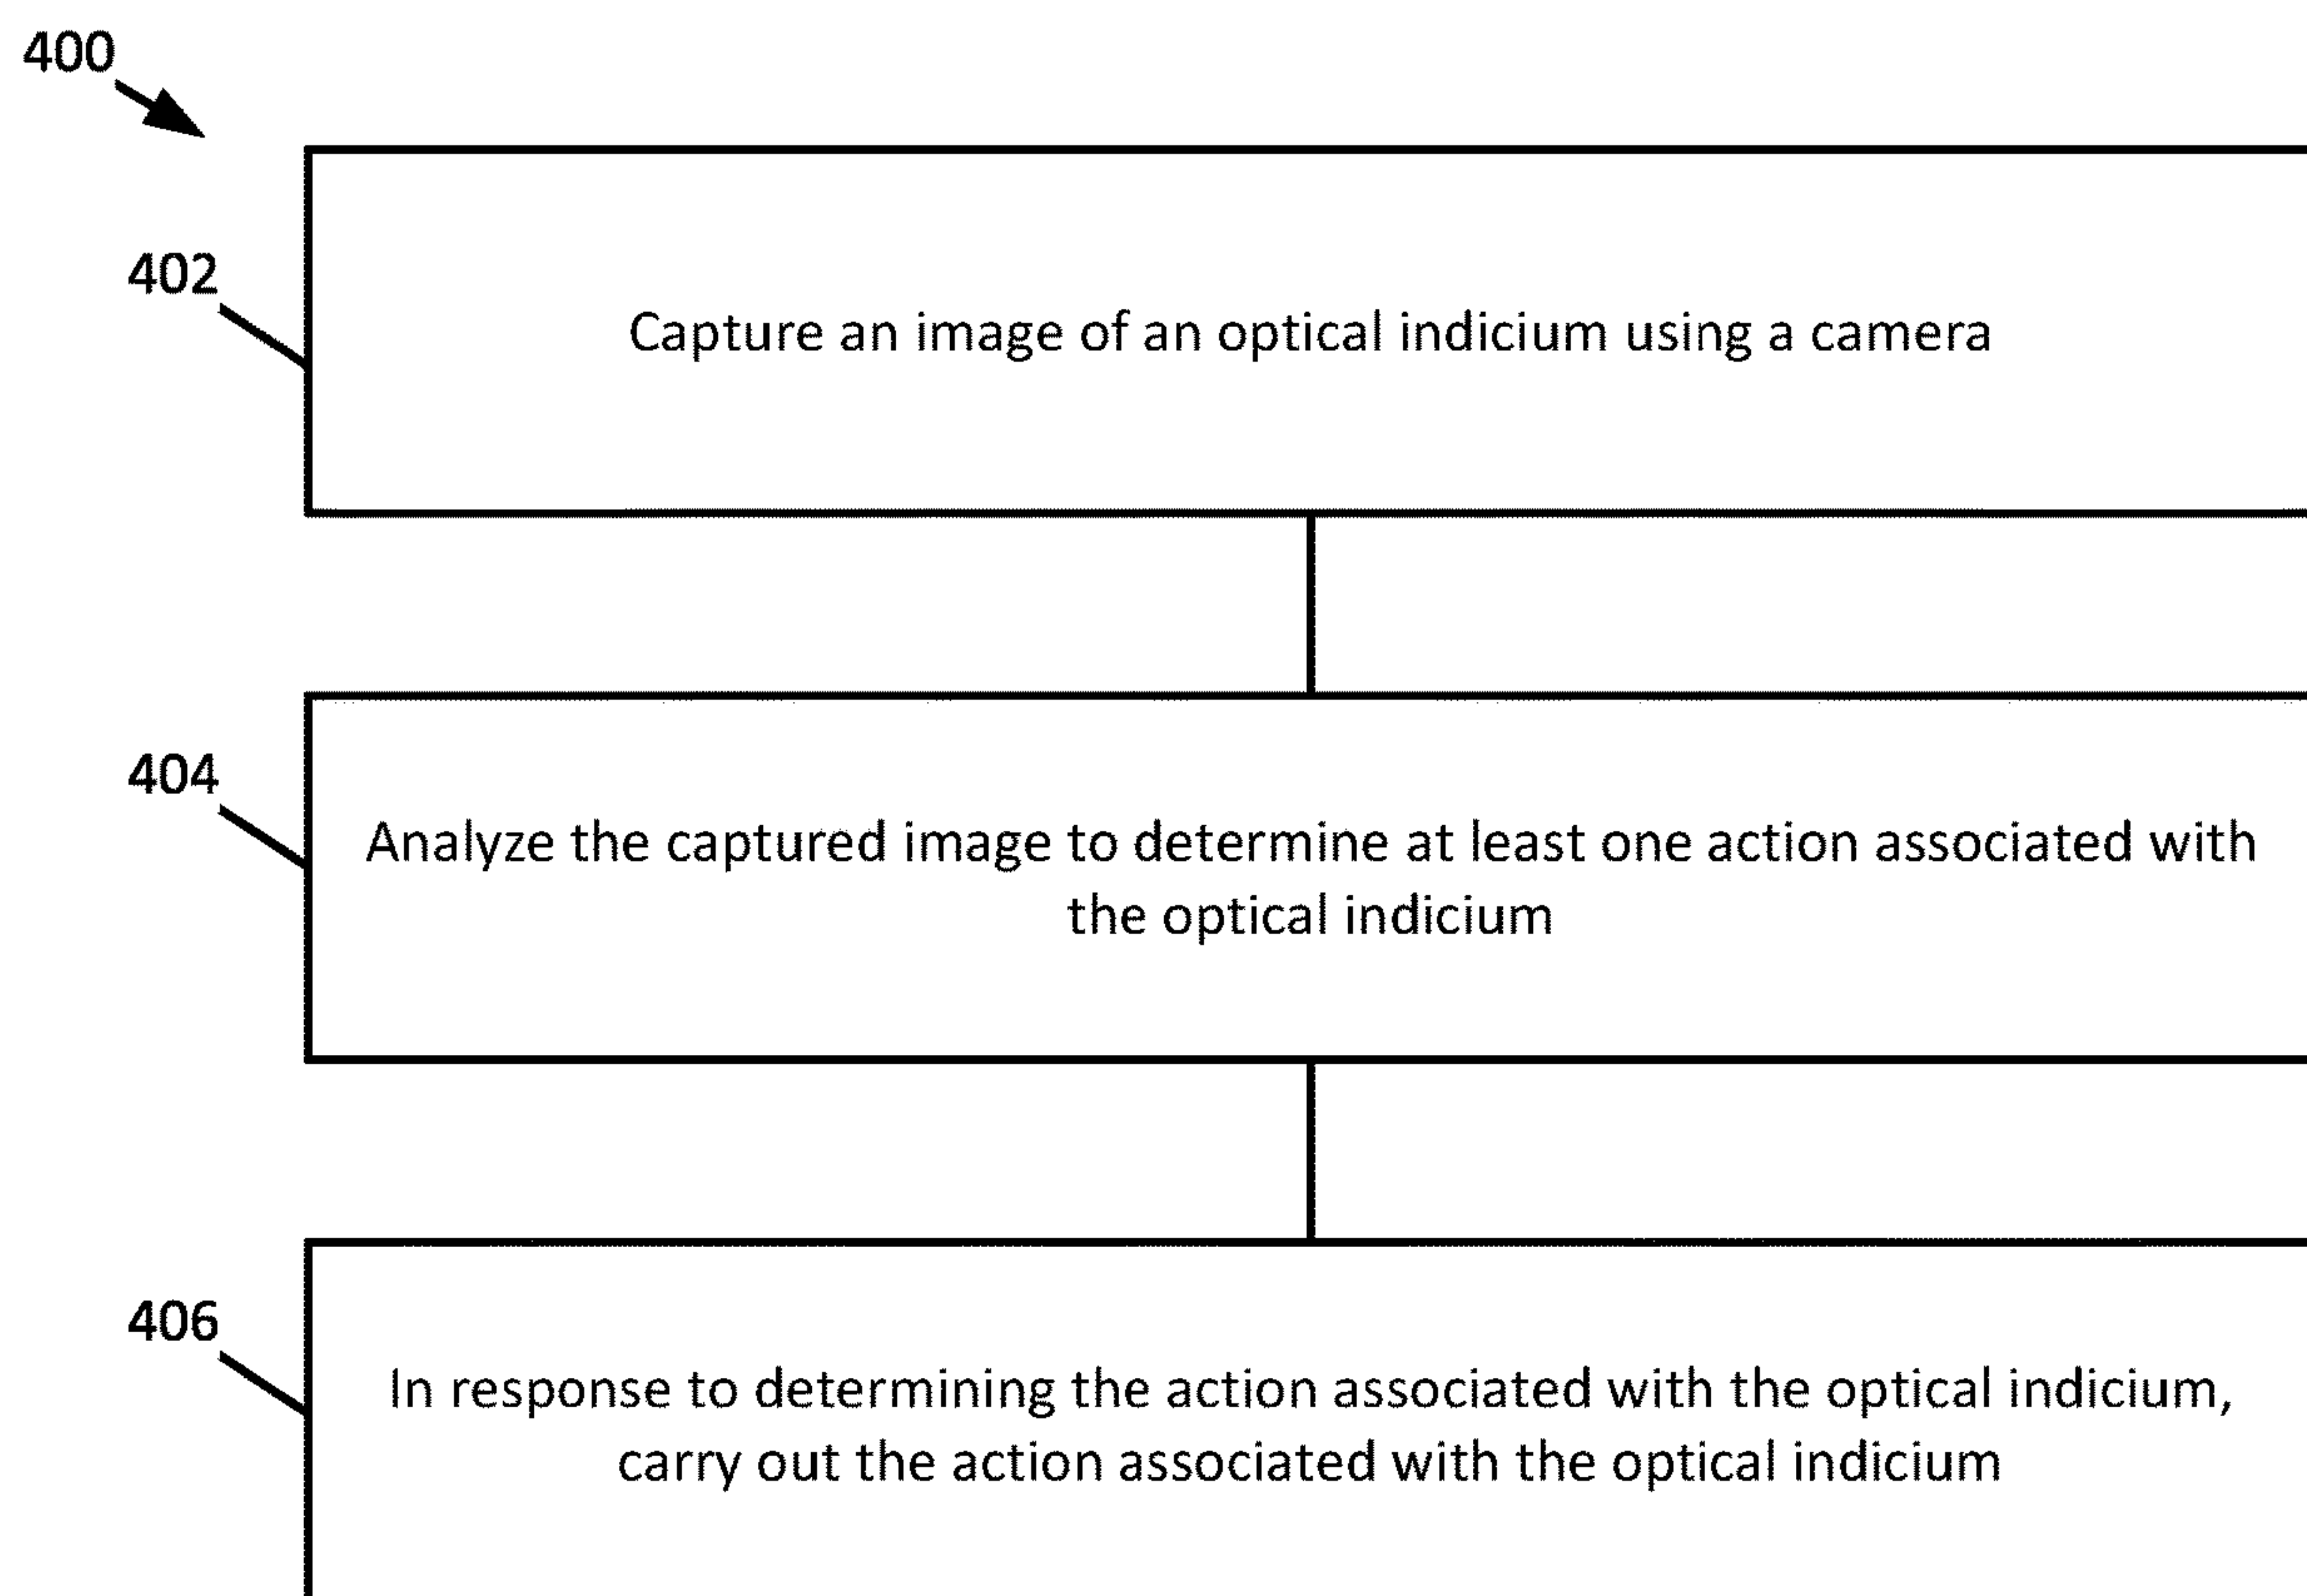 400
402
Capture an image of an optical indicium using a camera
404
Analyze the captured image to determine at least one action associated with
the optical indicium
406
In response to determining the action associated with the optical indicium,
carry out the action associated with the optical indicium